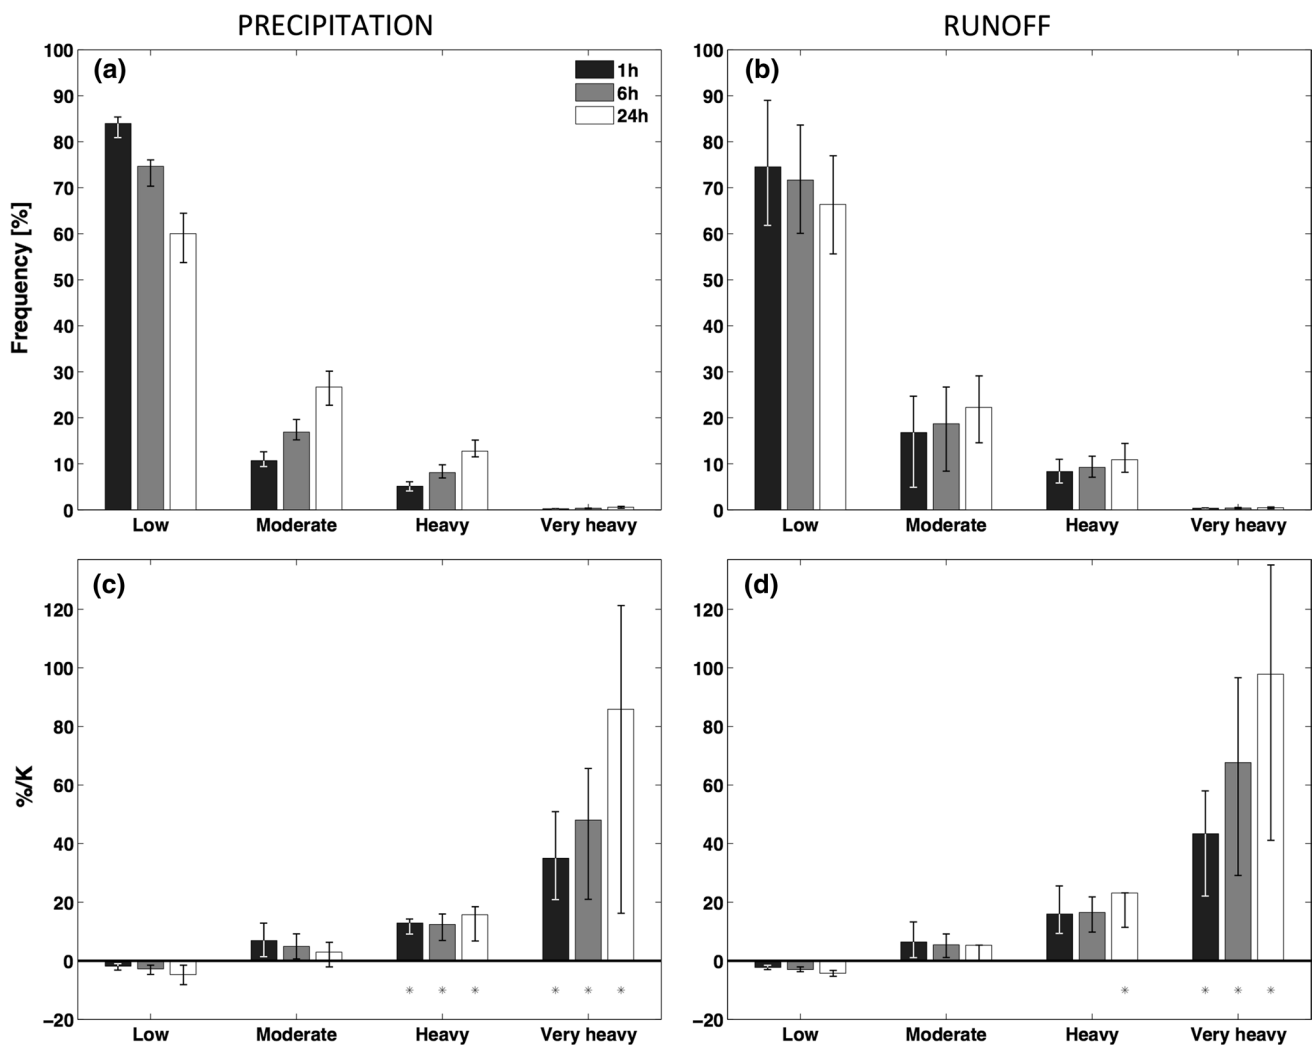 PRECIPITATION RUNOFF
(a) 1h 6h 24h
100 90 80 70 60 50 40 30 20 10 0
Frequency [%]
Low Moderate Heavy Very heavy
(b)
100 90 80 70 60 50 40 30 20 10 0
Low Moderate Heavy Very heavy
(c)
120 100 80 60 40 20 0 −20
%/K
* * * * * *
Low Moderate Heavy Very heavy
(d)
120 100 80 60 40 20 0 −20
* * * *
Low Moderate Heavy Very heavy